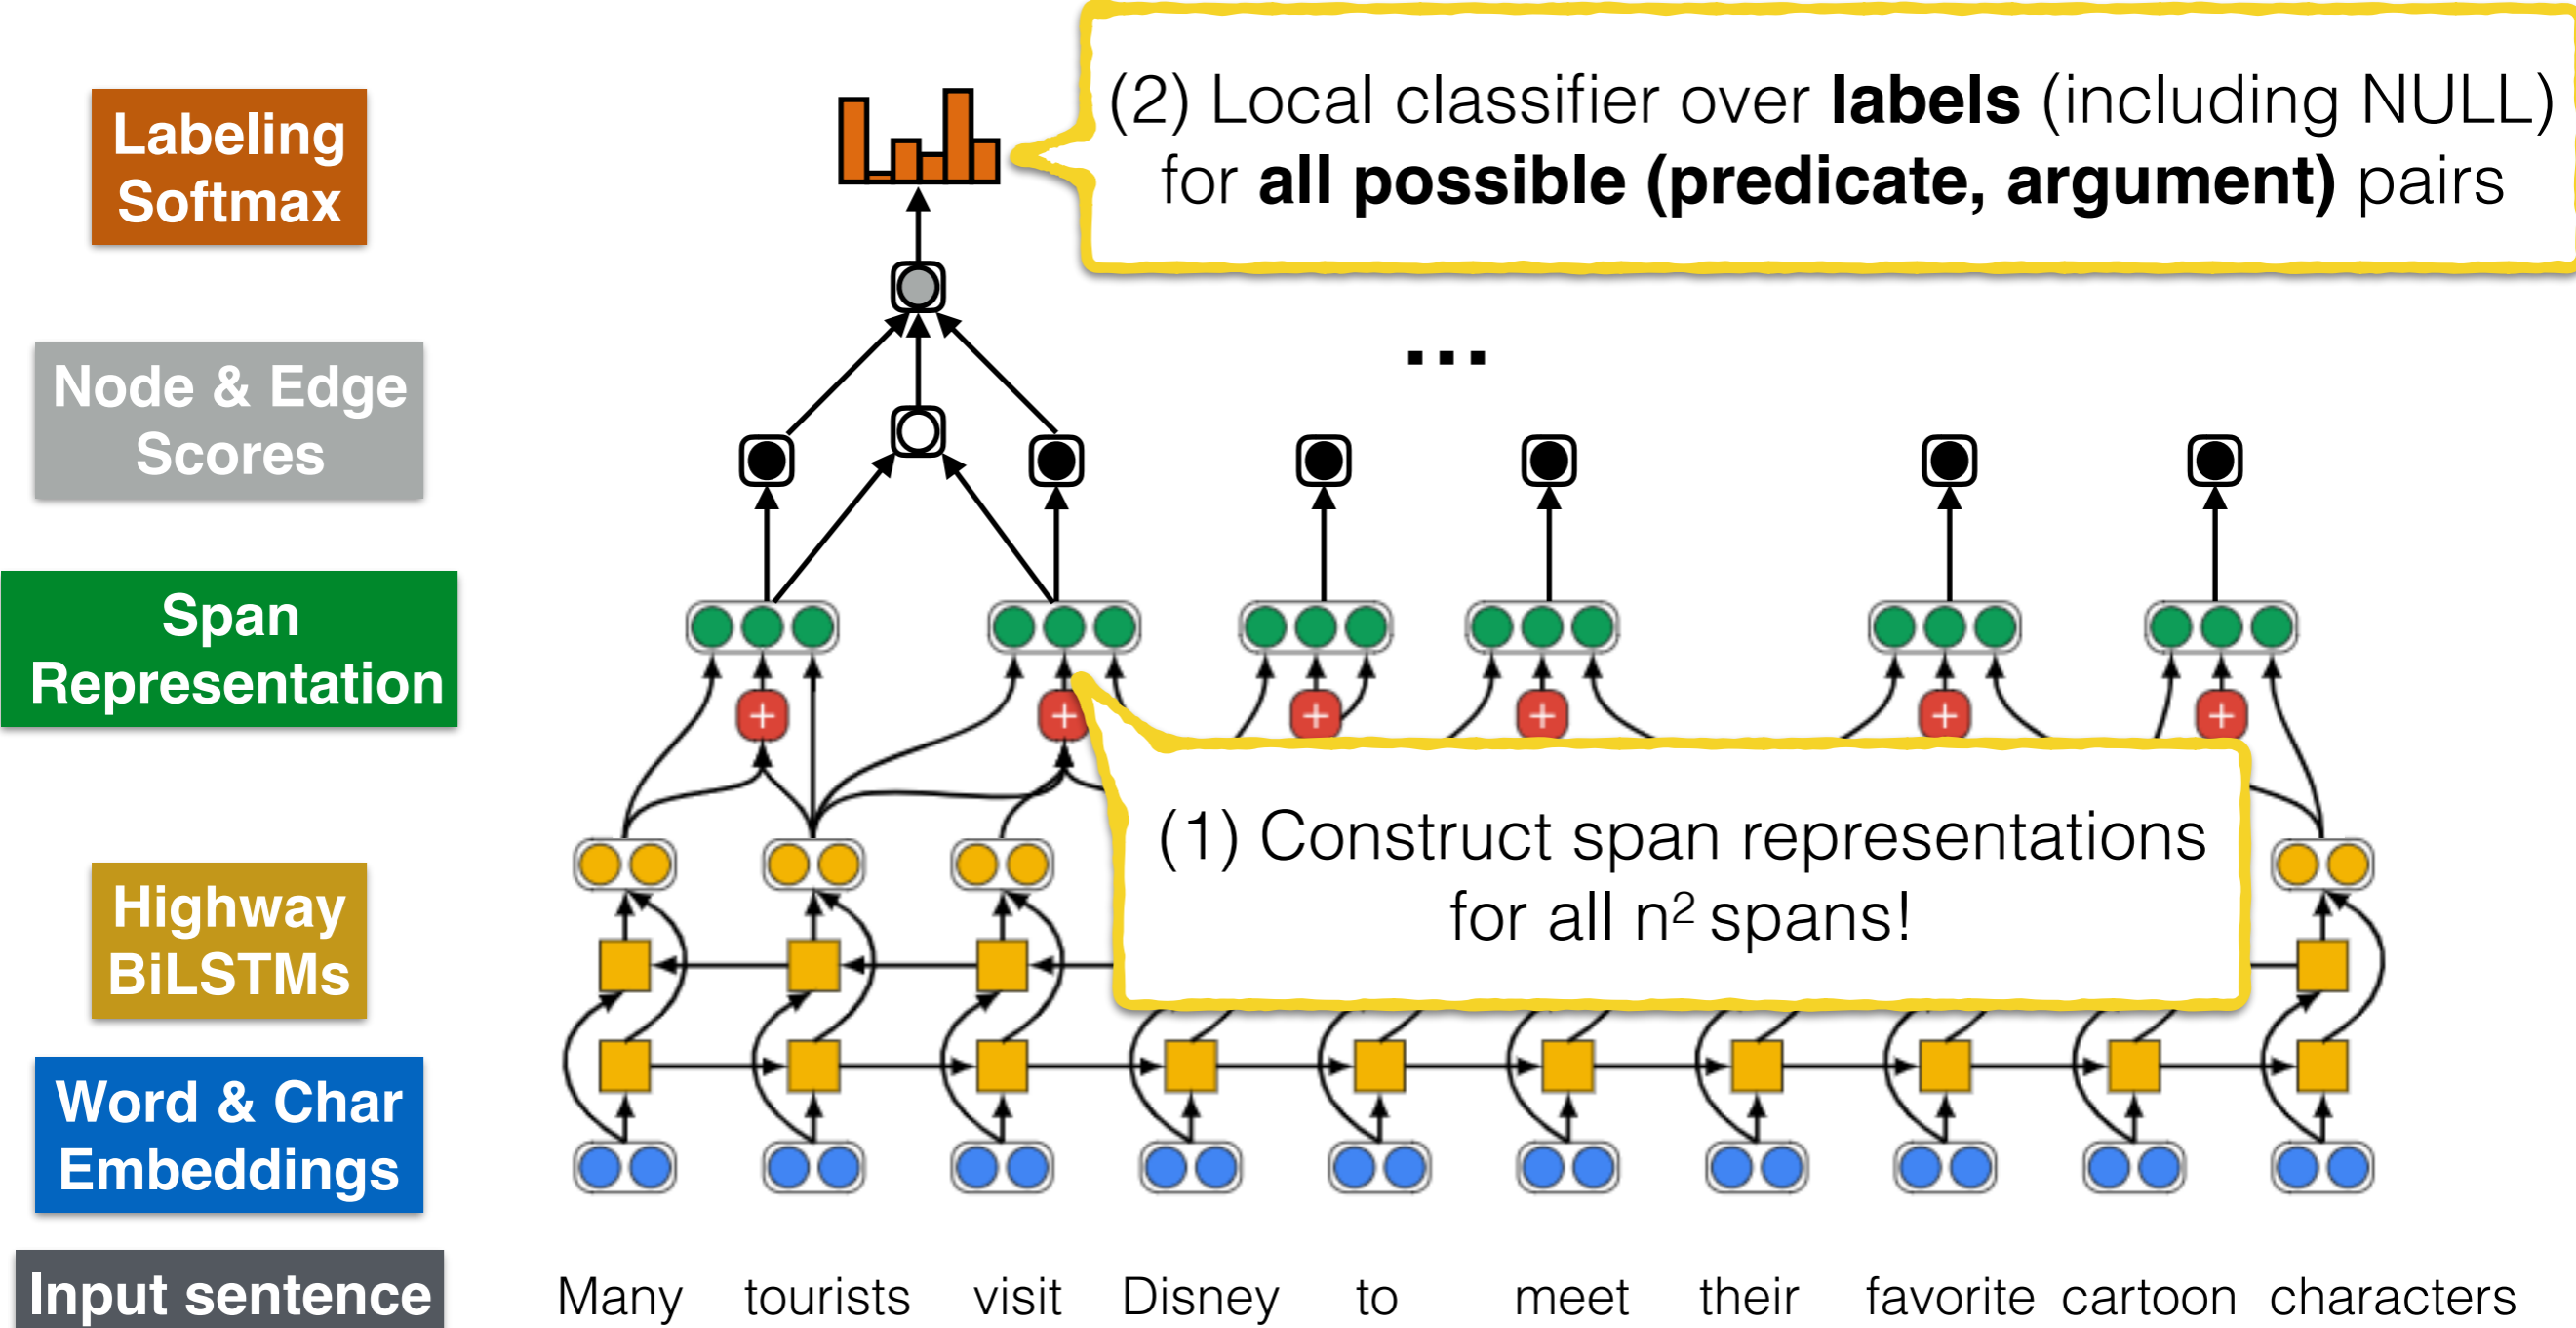 (2) Local classifier over labels (including NULL)
for all possible (predicate, argument) pairs
Labeling
Softmax
...
Node & Edge
Scores
Span
Representation
+ + + + + +
(1) Construct span representations
for all n² spans!
Highway
BiLSTMs
Word & Char
Embeddings
Input sentence
Many tourists visit Disney to meet their favorite cartoon characters